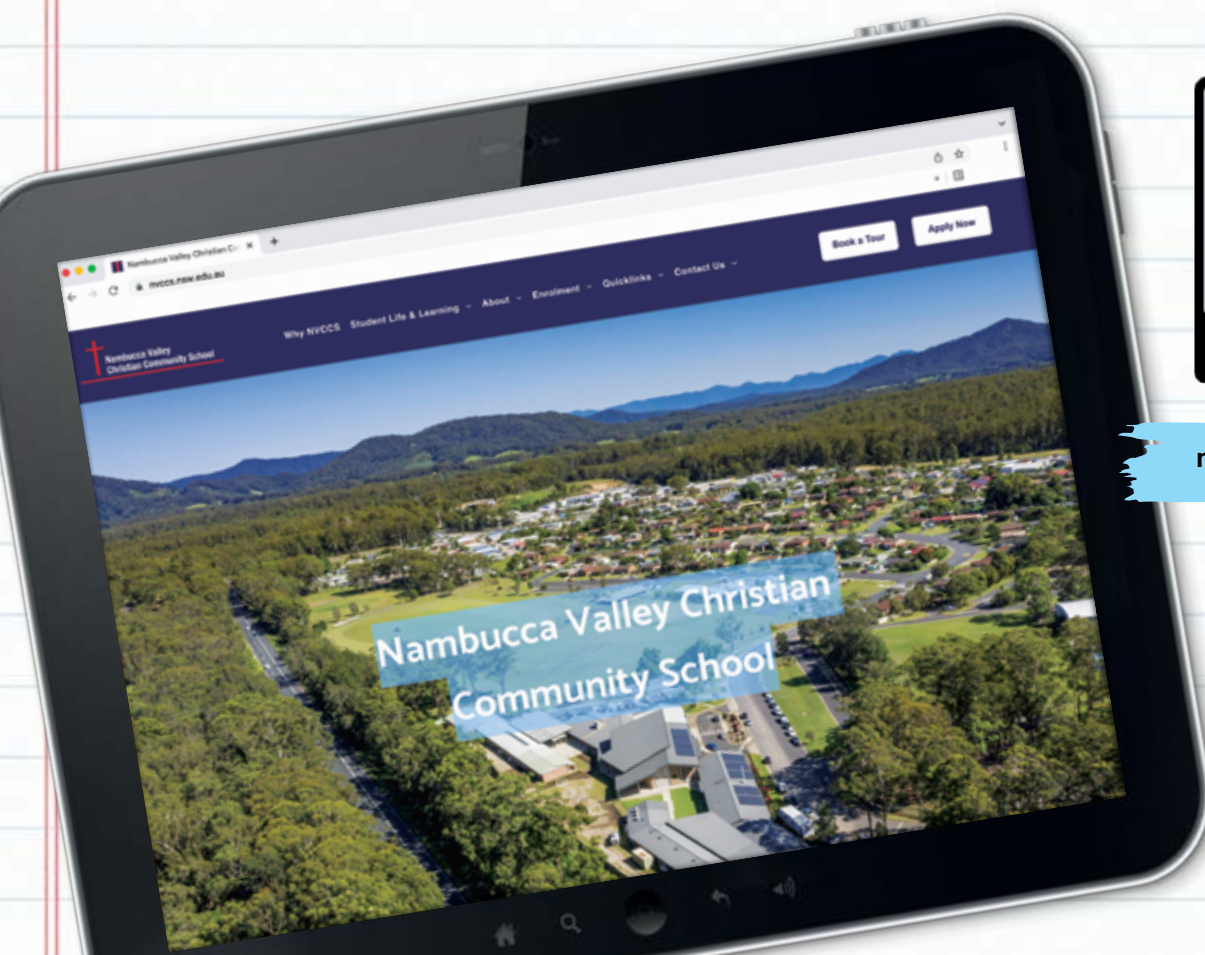 Nambucca Valley Christian Co
nvccs.nsw.edu.au
Book a Tour
Apply Now
Why NVCCS
Student Life & Learning
About
Enrolment
Quicklinks
Contact Us
Nambucca Valley
Christian Community School
Nambucca Valley Christian
Community School